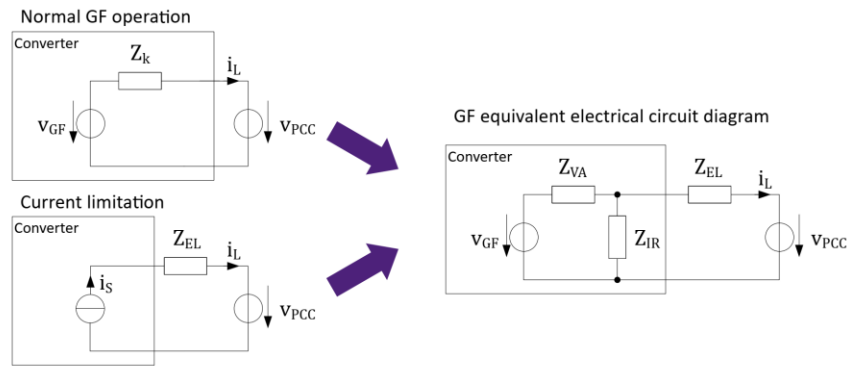 Normal GF operation
Converter
Z_k
i_L
v_GF
v_PCC
Current limitation
Converter
Z_EL
i_L
i_S
v_PCC
GF equivalent electrical circuit diagram
Converter
Z_VA
Z_EL
i_L
v_GF
Z_IR
v_PCC